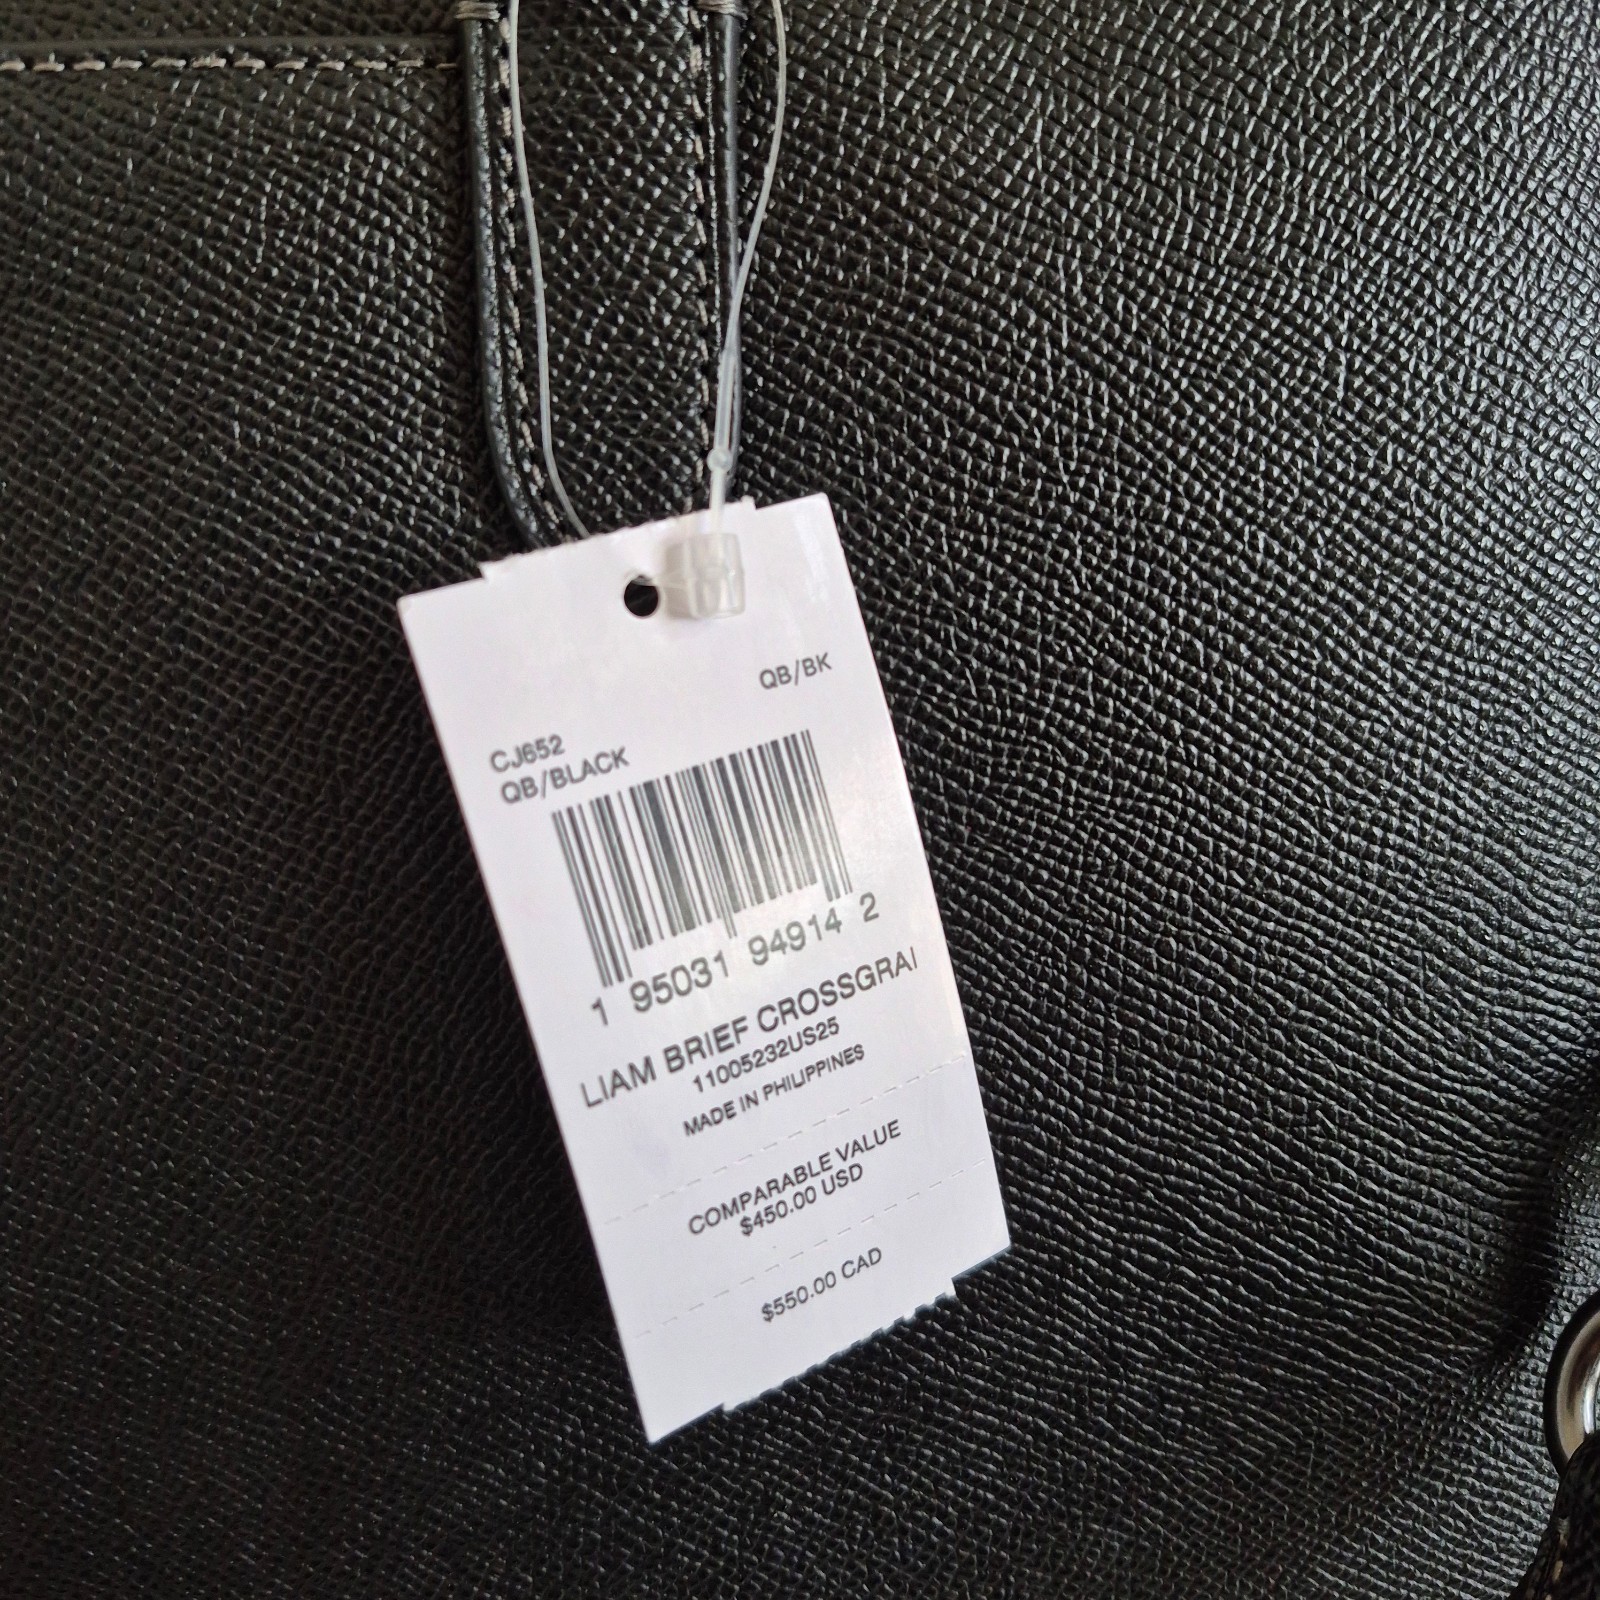 QB/BK
CJ652
QB/BLACK
1 95031 94914 2
LIAM BRIEF CROSSGRAI
11005232US25
MADE IN PHILIPPINES
COMPARABLE VALUE
$450.00 USD
$550.00 CAD